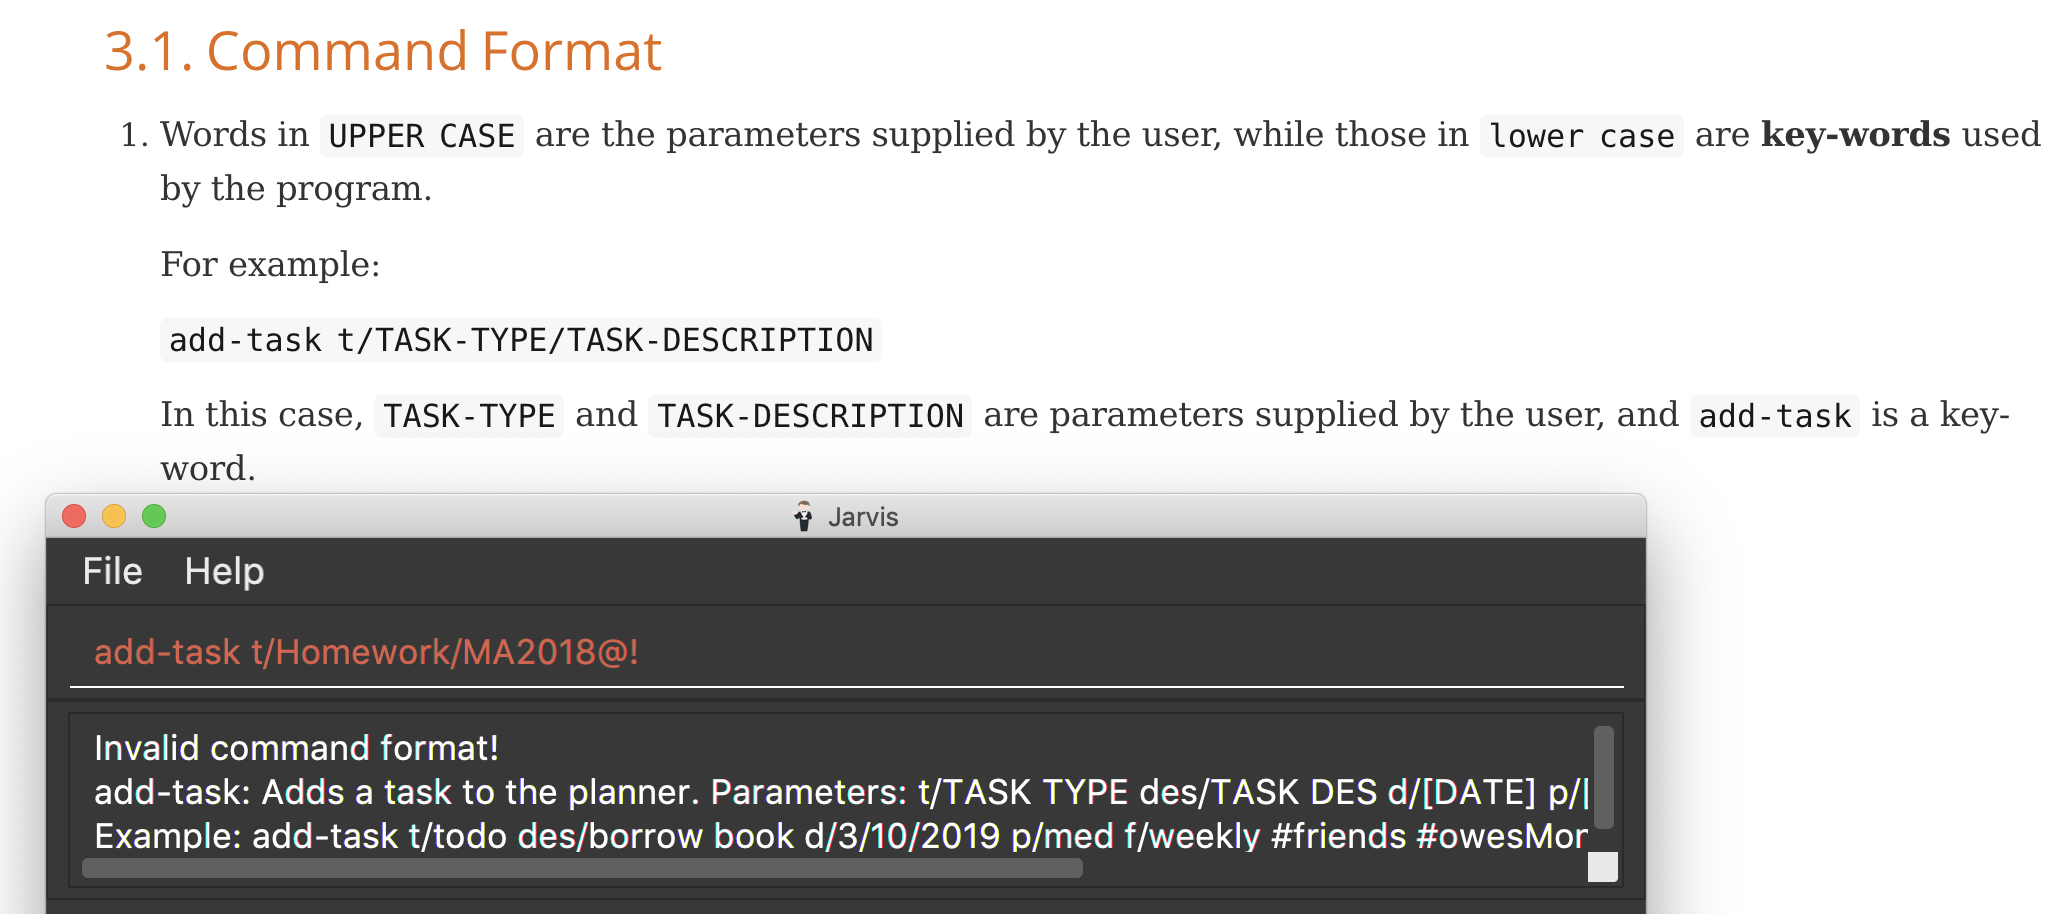 3.1. Command Format
1. Words in UPPER CASE are the parameters supplied by the user, while those in lower case are key-words used
by the program.
For example:
add-task t/TASK-TYPE/TASK-DESCRIPTION
In this case, TASK-TYPE and TASK-DESCRIPTION are parameters supplied by the user, and add-task is a key-
word.
Jarvis
File Help
add-task t/Homework/MA2018@!
Invalid command format!
add-task: Adds a task to the planner. Parameters: t/TASK TYPE des/TASK DES d/[DATE] p/[
Example: add-task t/todo des/borrow book d/3/10/2019 p/med f/weekly #friends